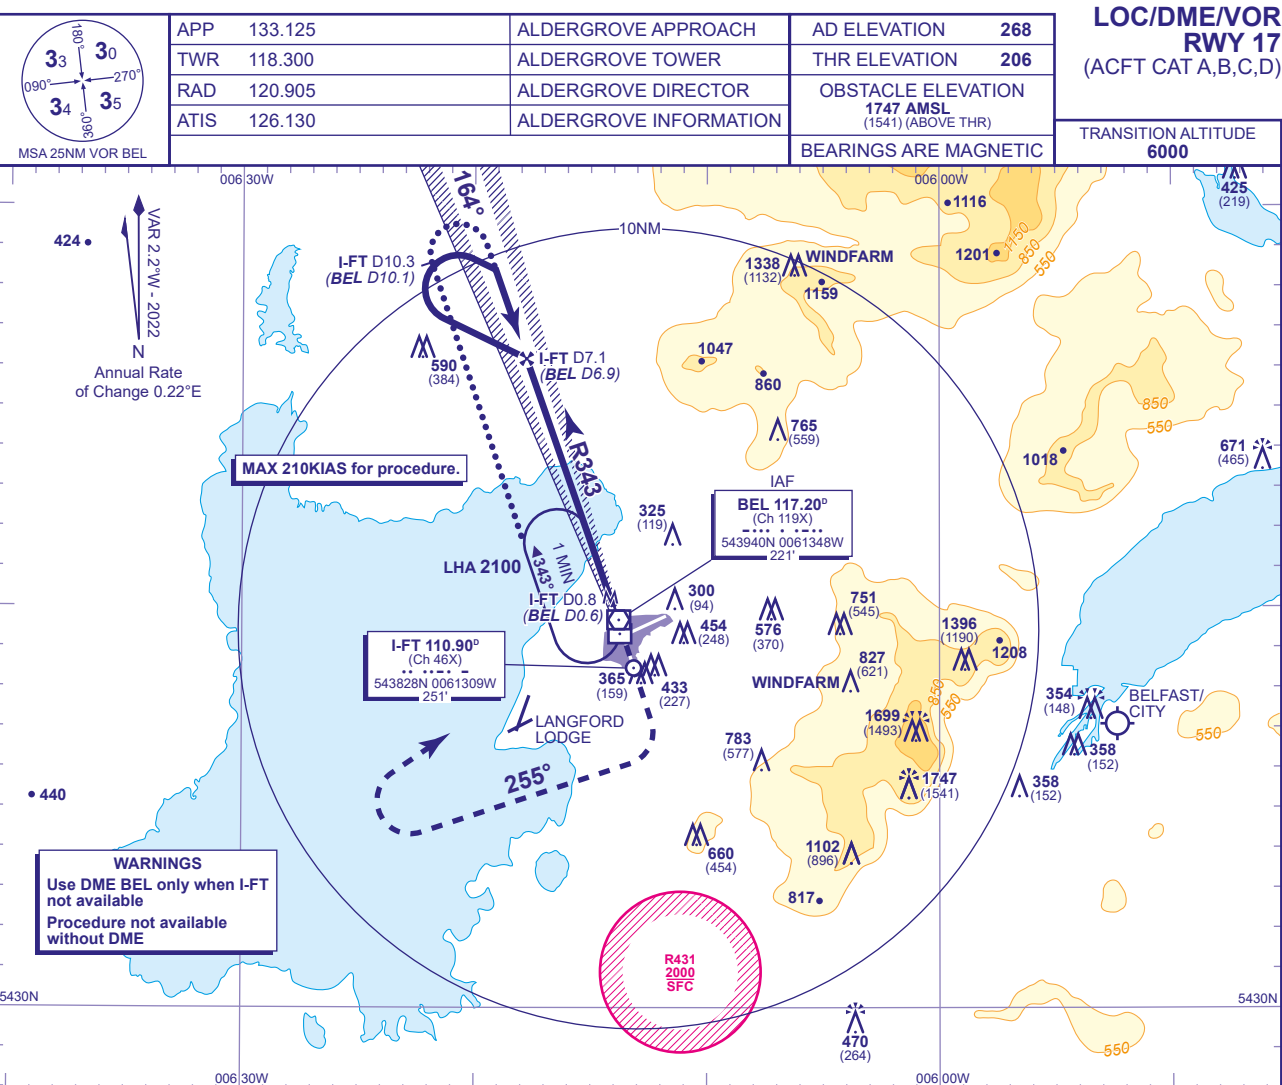 LOC/DME/VOR
RWY 17
(ACFT CAT A,B,C,D)
APP 133.125 ALDERGROVE APPROACH
TWR 118.300 ALDERGROVE TOWER
RAD 120.905 ALDERGROVE DIRECTOR
ATIS 126.130 ALDERGROVE INFORMATION
AD ELEVATION 268
THR ELEVATION 206
OBSTACLE ELEVATION
1747 AMSL
(1541) (ABOVE THR)
BEARINGS ARE MAGNETIC
TRANSITION ALTITUDE
6000
180°
33
30
090°
270°
34
35
360°
MSA 25NM VOR BEL
006 30W
006 00W
164°
VAR 2.2°W - 2022
N
Annual Rate
of Change 0.22°E
424
I-FT D10.3
(BEL D10.1)
10NM
1338
(1132)
WINDFARM
1159
1116
1201
1150
850
550
425
(219)
590
(384)
I-FT D7.1
(BEL D6.9)
1047
860
765
(559)
850
550
1018
671
(465)
MAX 210KIAS for procedure.
R343
325
(119)
IAF
BEL 117.20D
(Ch 119X)
543940N 0061348W
221'
LHA 2100
1 MIN
343°
I-FT D0.8
(BEL D0.6)
300
(94)
454
(248)
576
(370)
751
(545)
1396
(1190)
1208
I-FT 110.90D
(Ch 46X)
543828N 0061309W
251'
365
(159)
433
(227)
827
(621)
WINDFARM
850
550
1699
(1493)
354
(148)
BELFAST/
CITY
358
(152)
550
LANGFORD
LODGE
783
(577)
1747
(1541)
358
(152)
255°
440
660
(454)
1102
(896)
817
WARNINGS
Use DME BEL only when I-FT
not available
Procedure not available
without DME
R431
2000
SFC
5430N
5430N
470
(264)
550
006 30W
006 00W